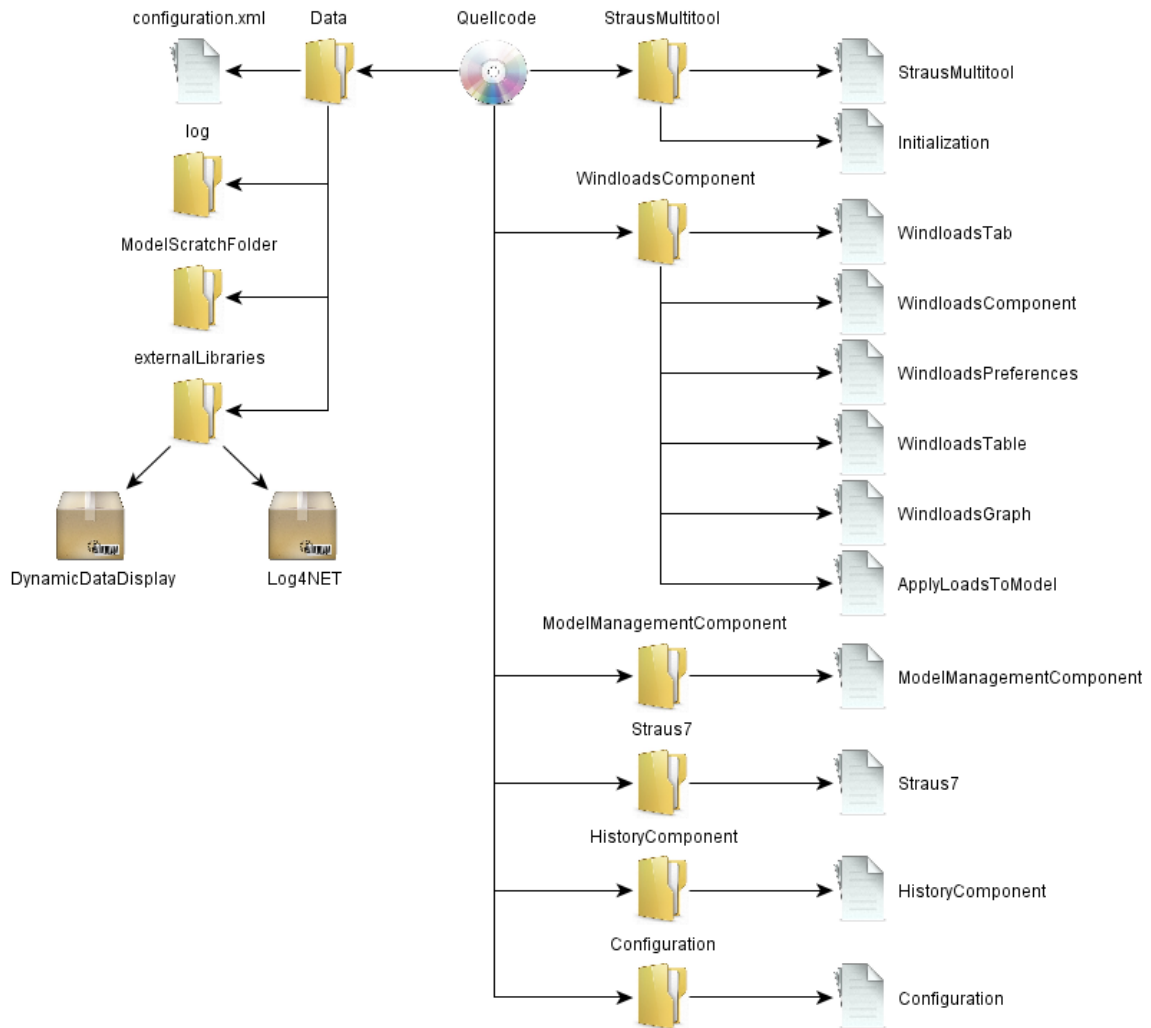 configuration.xml
Data
Quellcode
StrausMultitool
StrausMultitool
log
Initialization
WindloadsComponent
WindloadsTab
ModelScratchFolder
WindloadsComponent
externalLibraries
WindloadsPreferences
WindloadsTable
WindloadsGraph
DynamicDataDisplay
Log4NET
ApplyLoadsToModel
ModelManagementComponent
ModelManagementComponent
Straus7
Straus7
HistoryComponent
HistoryComponent
Configuration
Configuration